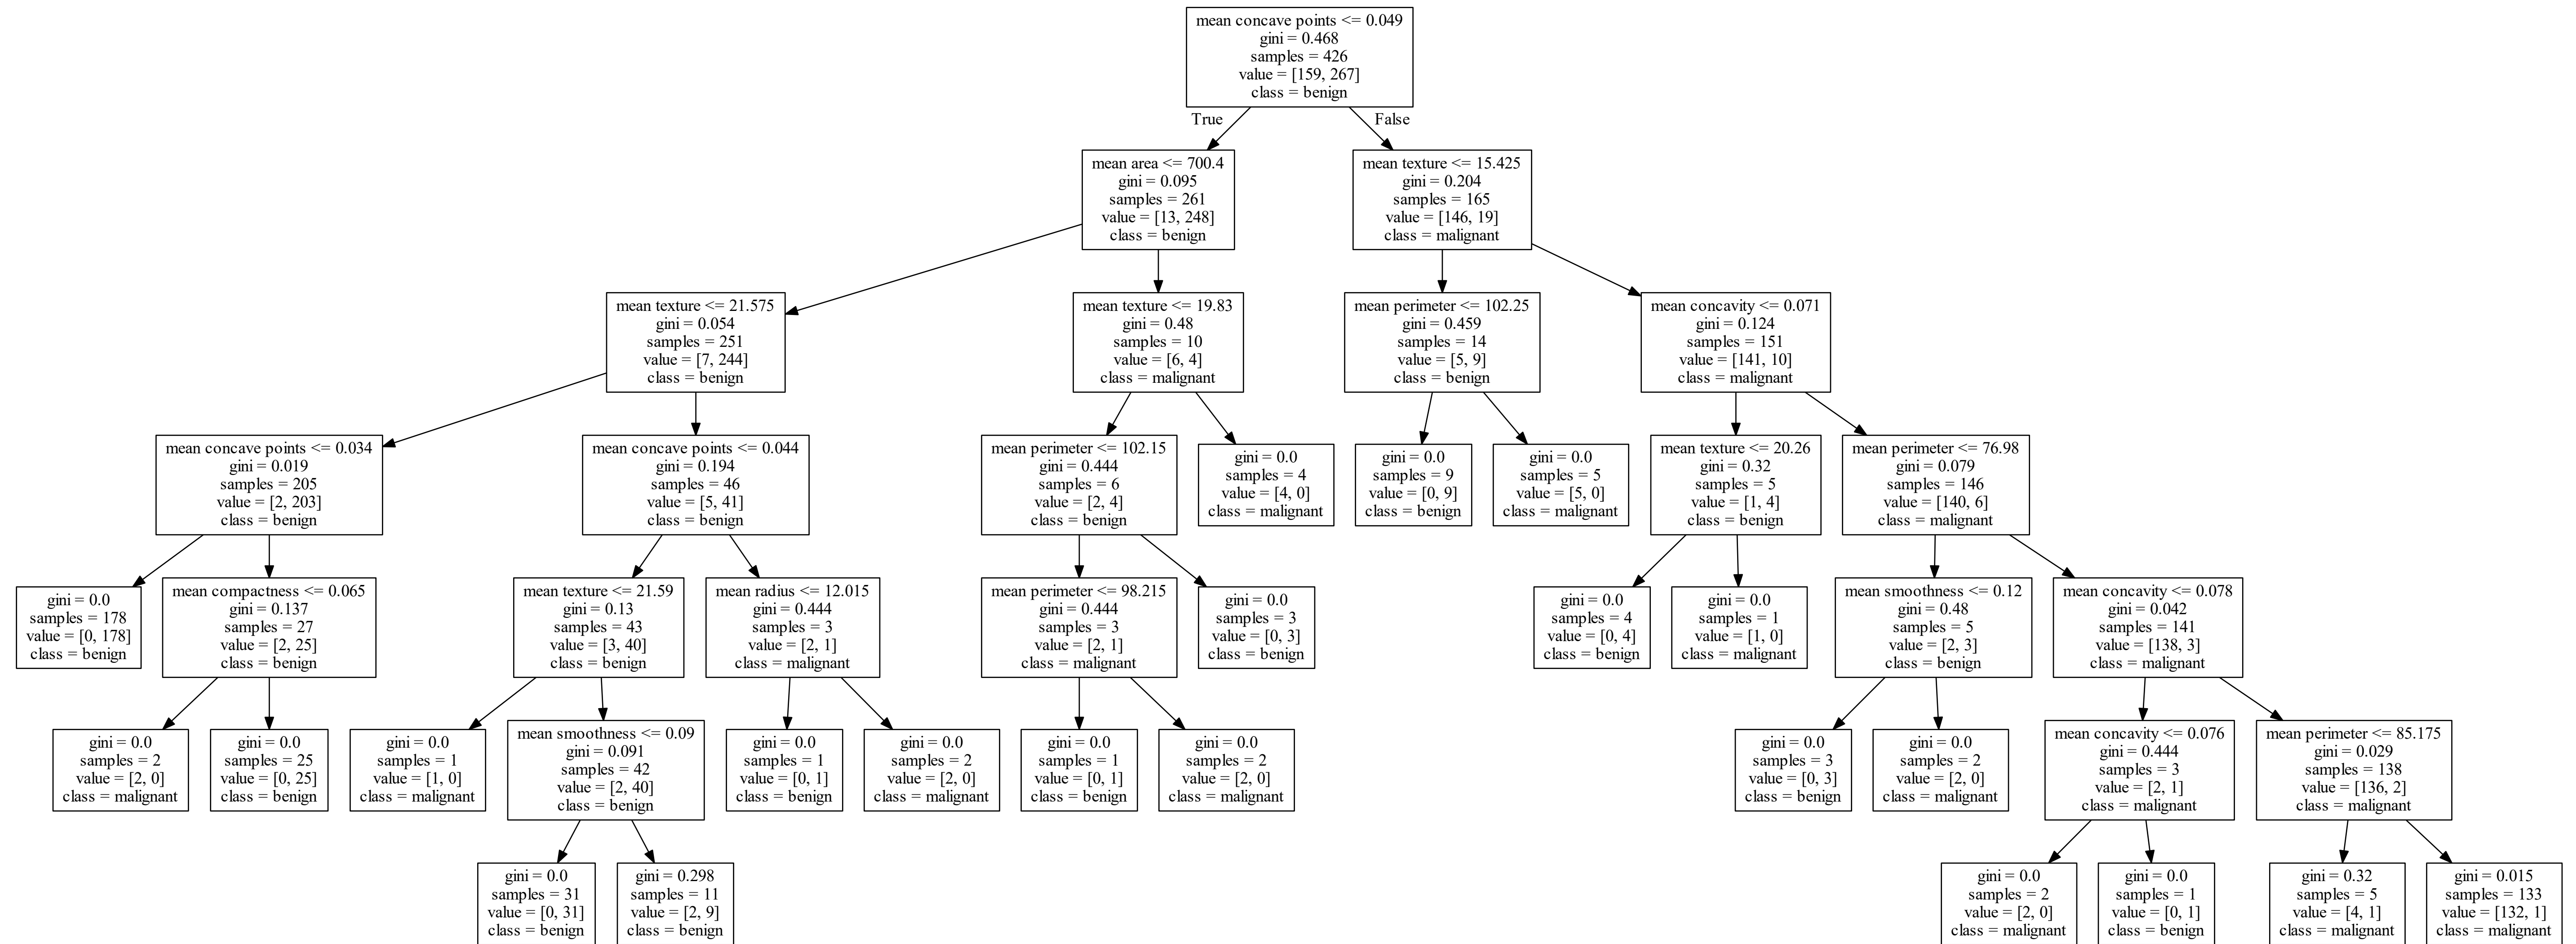 mean concave points <= 0.049
gini = 0.468
samples = 426
value = [159, 267]
class = benign
True
False
mean area <= 700.4
gini = 0.095
samples = 261
value = [13, 248]
class = benign
mean texture <= 15.425
gini = 0.204
samples = 165
value = [146, 19]
class = malignant
mean texture <= 21.575
gini = 0.054
samples = 251
value = [7, 244]
class = benign
mean texture <= 19.83
gini = 0.48
samples = 10
value = [6, 4]
class = malignant
mean perimeter <= 102.25
gini = 0.459
samples = 14
value = [5, 9]
class = benign
mean concavity <= 0.071
gini = 0.124
samples = 151
value = [141, 10]
class = malignant
mean concave points <= 0.034
gini = 0.019
samples = 205
value = [2, 203]
class = benign
mean concave points <= 0.044
gini = 0.194
samples = 46
value = [5, 41]
class = benign
mean perimeter <= 102.15
gini = 0.444
samples = 6
value = [2, 4]
class = benign
gini = 0.0
samples = 4
value = [4, 0]
class = malignant
gini = 0.0
samples = 9
value = [0, 9]
class = benign
gini = 0.0
samples = 5
value = [5, 0]
class = malignant
mean texture <= 20.26
gini = 0.32
samples = 5
value = [1, 4]
class = benign
mean perimeter <= 76.98
gini = 0.079
samples = 146
value = [140, 6]
class = malignant
gini = 0.0
samples = 178
value = [0, 178]
class = benign
mean compactness <= 0.065
gini = 0.137
samples = 27
value = [2, 25]
class = benign
mean texture <= 21.59
gini = 0.13
samples = 43
value = [3, 40]
class = benign
mean radius <= 12.015
gini = 0.444
samples = 3
value = [2, 1]
class = malignant
mean perimeter <= 98.215
gini = 0.444
samples = 3
value = [2, 1]
class = malignant
gini = 0.0
samples = 3
value = [0, 3]
class = benign
gini = 0.0
samples = 4
value = [0, 4]
class = benign
gini = 0.0
samples = 1
value = [1, 0]
class = malignant
mean smoothness <= 0.12
gini = 0.48
samples = 5
value = [2, 3]
class = benign
mean concavity <= 0.078
gini = 0.042
samples = 141
value = [138, 3]
class = malignant
gini = 0.0
samples = 2
value = [2, 0]
class = malignant
gini = 0.0
samples = 25
value = [0, 25]
class = benign
gini = 0.0
samples = 1
value = [1, 0]
class = malignant
mean smoothness <= 0.09
gini = 0.091
samples = 42
value = [2, 40]
class = benign
gini = 0.0
samples = 1
value = [0, 1]
class = benign
gini = 0.0
samples = 2
value = [2, 0]
class = malignant
gini = 0.0
samples = 1
value = [0, 1]
class = benign
gini = 0.0
samples = 2
value = [2, 0]
class = malignant
gini = 0.0
samples = 3
value = [0, 3]
class = benign
gini = 0.0
samples = 2
value = [2, 0]
class = malignant
mean concavity <= 0.076
gini = 0.444
samples = 3
value = [2, 1]
class = malignant
mean perimeter <= 85.175
gini = 0.029
samples = 138
value = [136, 2]
class = malignant
gini = 0.0
samples = 31
value = [0, 31]
class = benign
gini = 0.298
samples = 11
value = [2, 9]
class = benign
gini = 0.0
samples = 2
value = [2, 0]
class = malignant
gini = 0.0
samples = 1
value = [0, 1]
class = benign
gini = 0.32
samples = 5
value = [4, 1]
class = malignant
gini = 0.015
samples = 133
value = [132, 1]
class = malignant